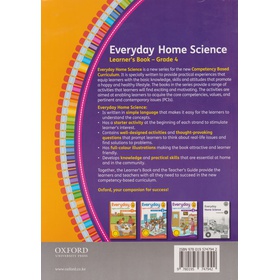 Everyday Home Science
Learner's Book – Grade 4
Everyday Home Science is a new series for the new Competency Based
Curriculum. It is specially written to provide practical experiences that
equip learners with the basic knowledge, skills and attitudes that promote
a happy and healthy lifestyle. The books in the series provide a range of
activities that learners will find exciting and motivating. The activities are
aimed at enabling learners to acquire the core competencies, values, and
pertinent and contemporary issues (PCIs).
Everyday Home Science:
• Is written in simple language that makes it easy for the learners to
understand the concepts.
• Has a starter activity at the beginning of each strand to stimulate
learner's interest.
• Contains well-designed activities and thought-provoking
questions that get learners to think about real life issues and
find solutions to problems.
• Has full-colour illustrations making the book attractive and learner
friendly.
• Develops knowledge and practical skills that are essential at home
and in the community.
Together, the Learner's Book and the Teacher's Guide provide the
learners and teachers with all they need to succeed in the new
competency-based curriculum.
Oxford, your companion for success!
OXFORD
UNIVERSITY PRESS